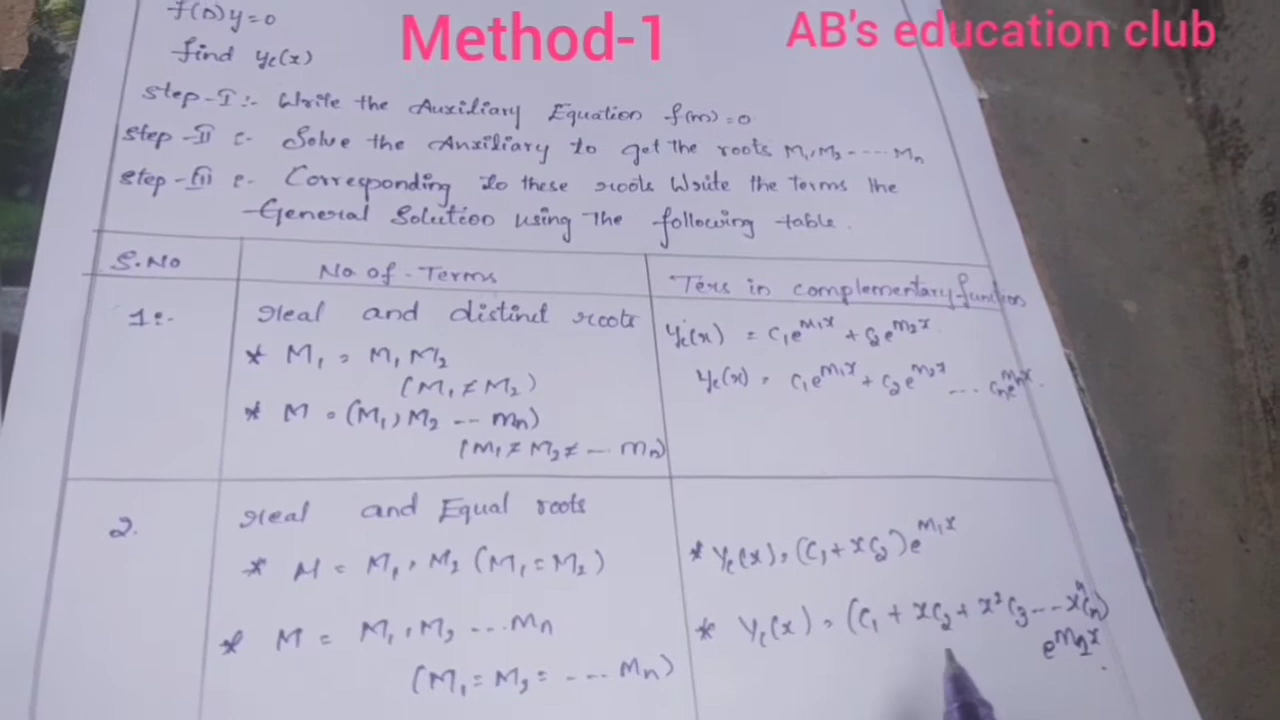 f(D)y=0
Method-1
AB's education club
find yc(x)
Step-I :- Write the Auxiliary Equation f(m)=0
Step-II :- Solve the Auxiliary to get the roots M1, M2 ---- Mn
Step-III :- Corresponding to these roots Write the Terms the
General Solution using The following table.
S.No
No of Terms
Ters in complementary function
1:-
real and distinct roots
* M1 = M1, M2
(M1 ≠ M2)
* M = (M1, M2 --- mn)
(M1 ≠ M2 ≠ --- mn)
yc(x) = c1e^m1x + c2e^m2x
yc(x) = c1e^m1x + c2e^m2x ... cne^mnx.
2.
real and Equal roots
* M = M1, M2 (M1 = M2)
* M = M1, M2 ---- Mn
(M1 = M2 = ---- Mn)
* yc(x) = (c1 + xc2) e^m1x
* yc(x) = (c1 + xc2 + x²c3 --- x^n cn)